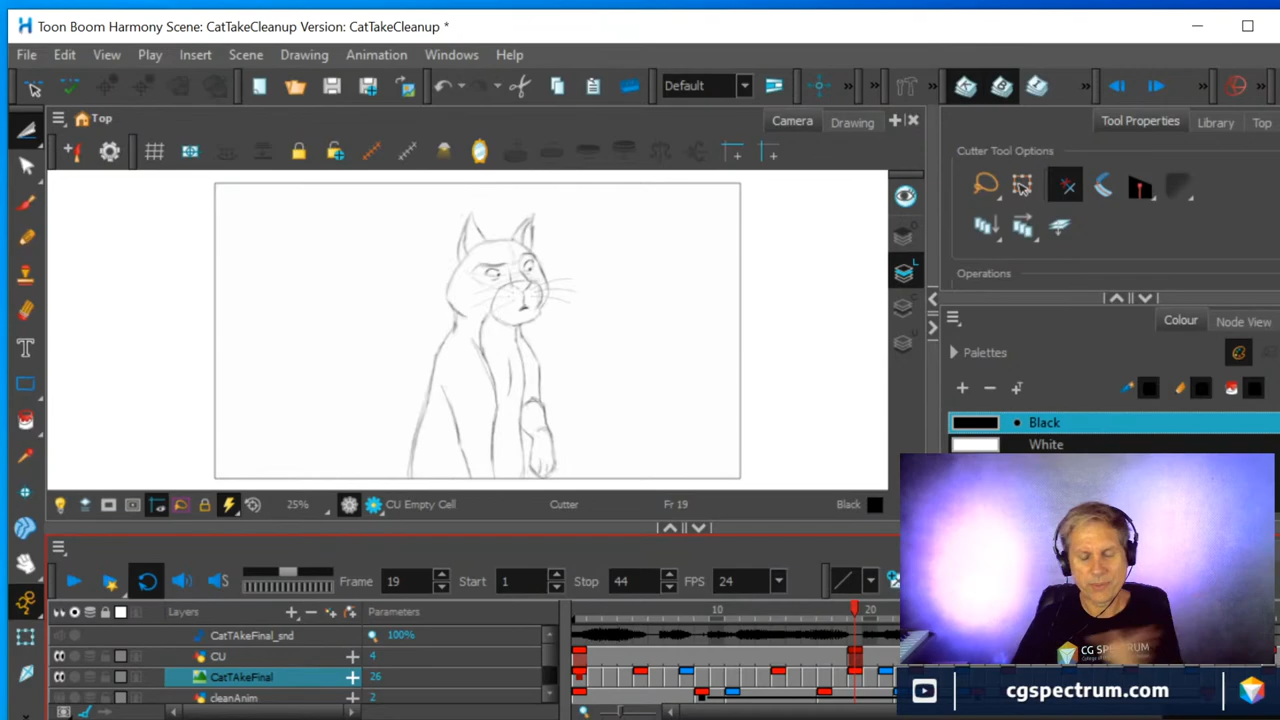 Toon Boom Harmony Scene: CatTakeCleanup Version: CatTakeCleanup *
File Edit View Play Insert Scene Drawing Animation Windows Help
Default
Top
Camera Drawing
Tool Properties Library Top
Cutter Tool Options
Operations
Colour Node View
Palettes
Black
White
25% CU Empty Cell Cutter Fr 19 Black
Frame 19 Start 1 Stop 44 FPS 24
Layers Parameters
10 20
CatTAkeFinal_snd 100%
CU 4
CatTAkeFinal 26
cleanAnim 2
CG SPECTRUM
cgspectrum.com